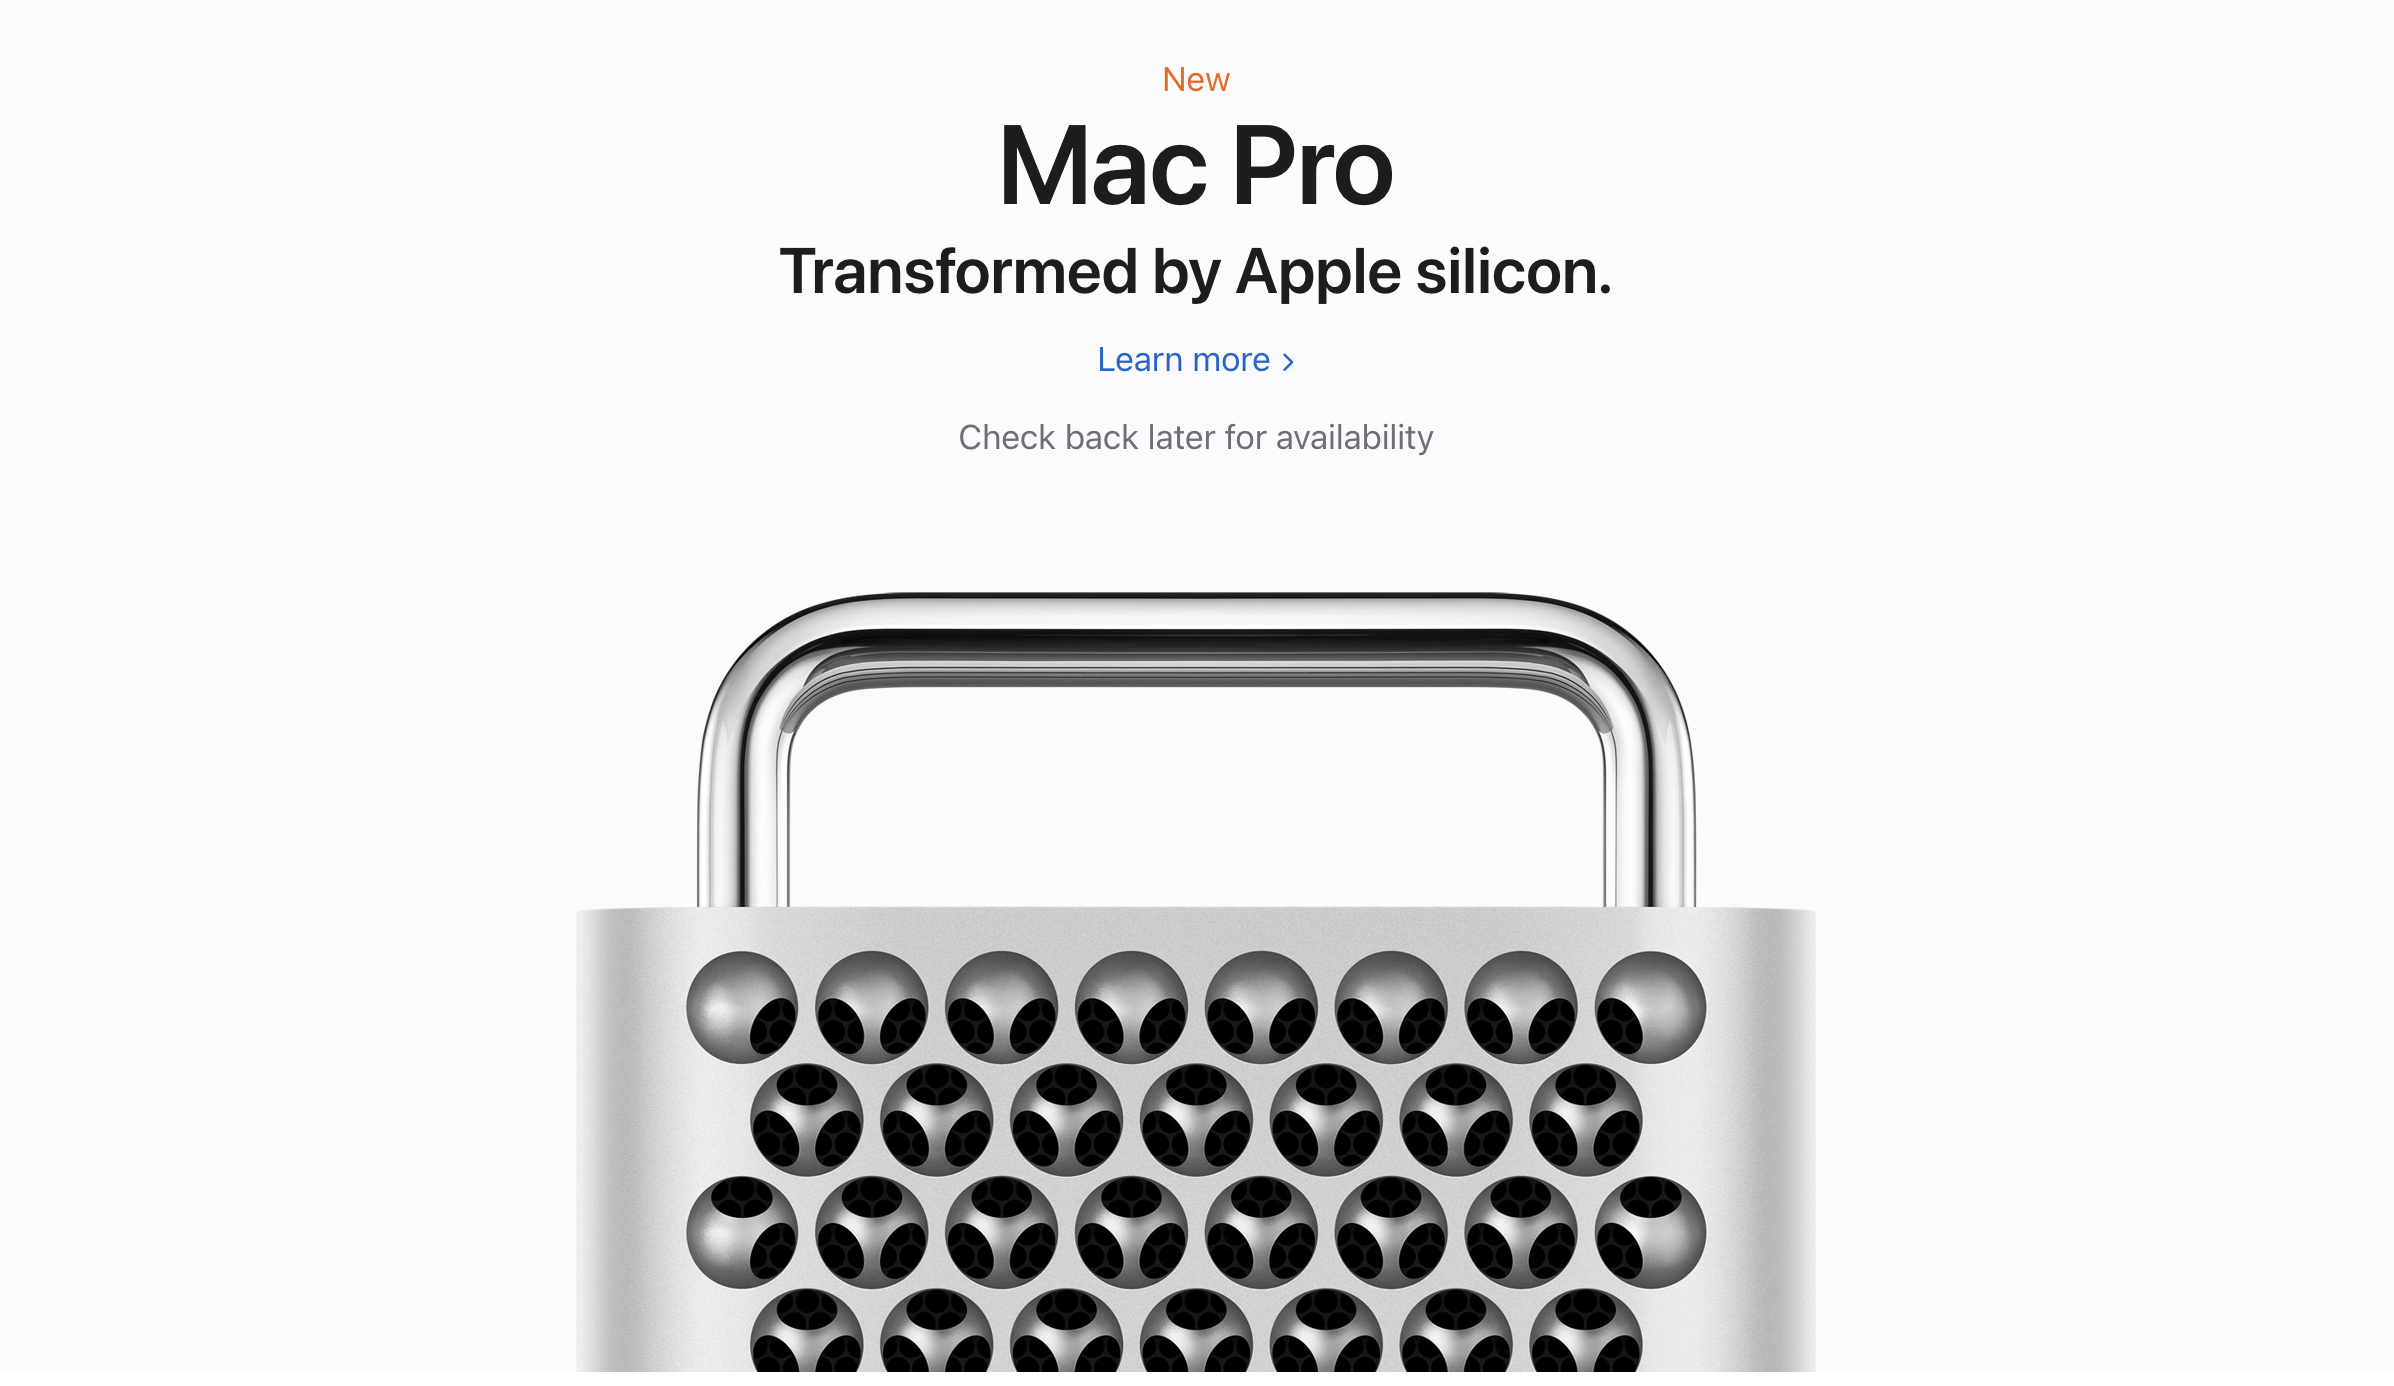 New
Mac Pro
Transformed by Apple silicon.
Learn more >
Check back later for availability